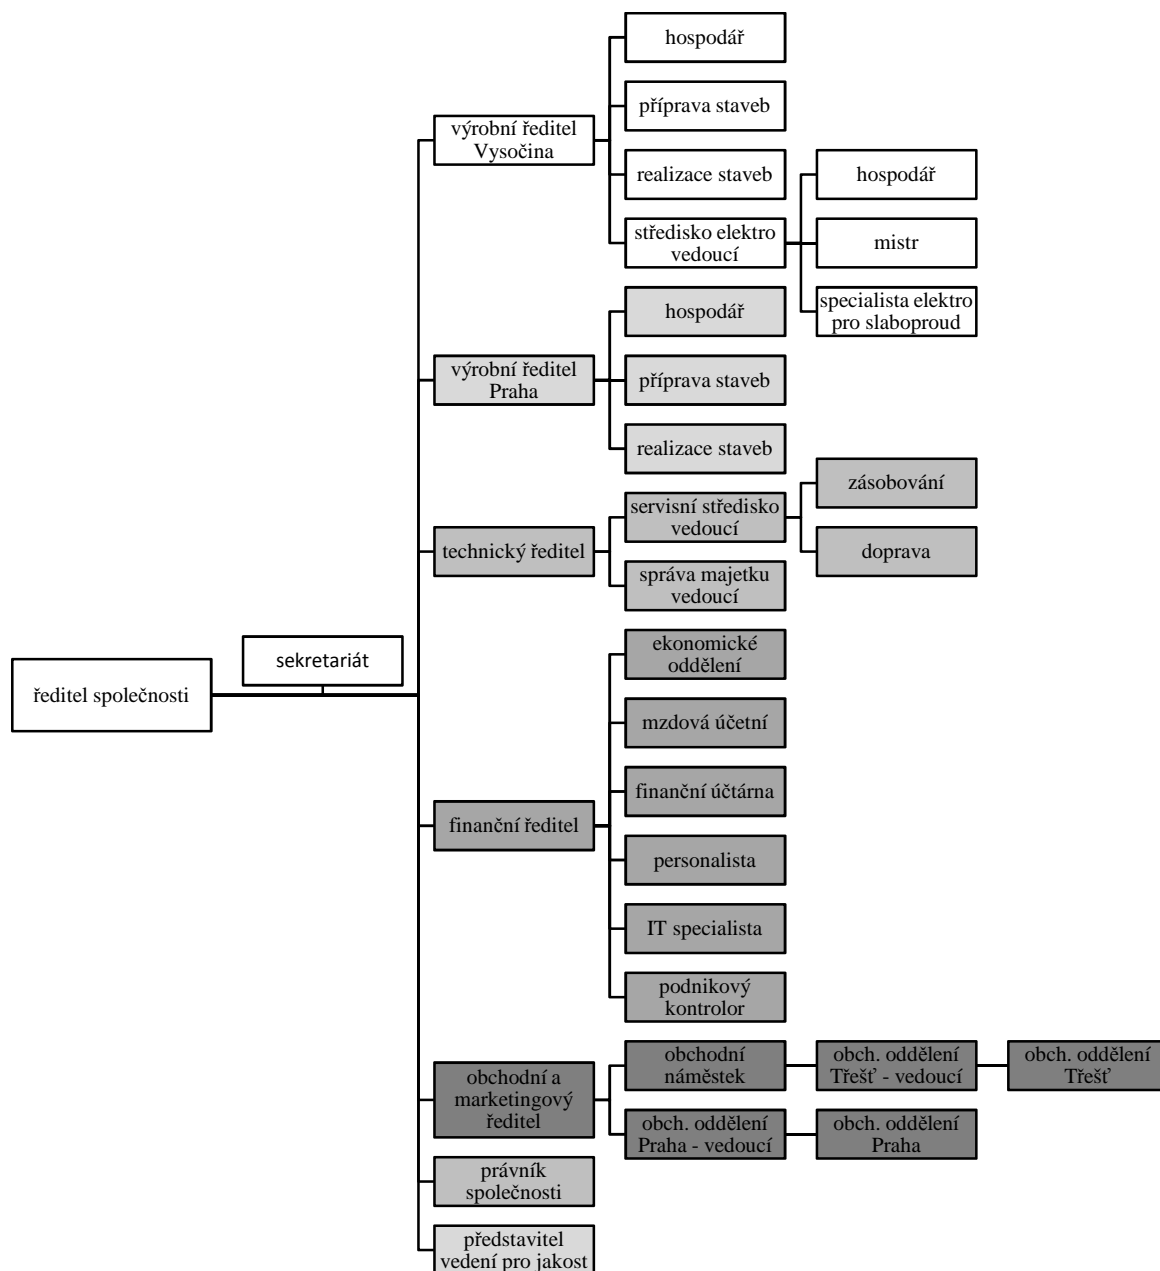 hospodář
příprava staveb
výrobní ředitel
Vysočina
realizace staveb
hospodář
středisko elektro
vedoucí
mistr
hospodář
specialista elektro
pro slaboproud
výrobní ředitel
Praha
příprava staveb
realizace staveb
zásobování
servisní středisko
vedoucí
technický ředitel
doprava
správa majetku
vedoucí
sekretariát
ředitel společnosti
ekonomické
oddělení
mzdová účetní
finanční účtárna
finanční ředitel
personalista
IT specialista
podnikový
kontrolor
obchodní a
marketingový
ředitel
obchodní
náměstek
obch. oddělení
Třešť - vedoucí
obch. oddělení
Třešť
obch. oddělení
Praha - vedoucí
obch. oddělení
Praha
právník
společnosti
představitel
vedení pro jakost